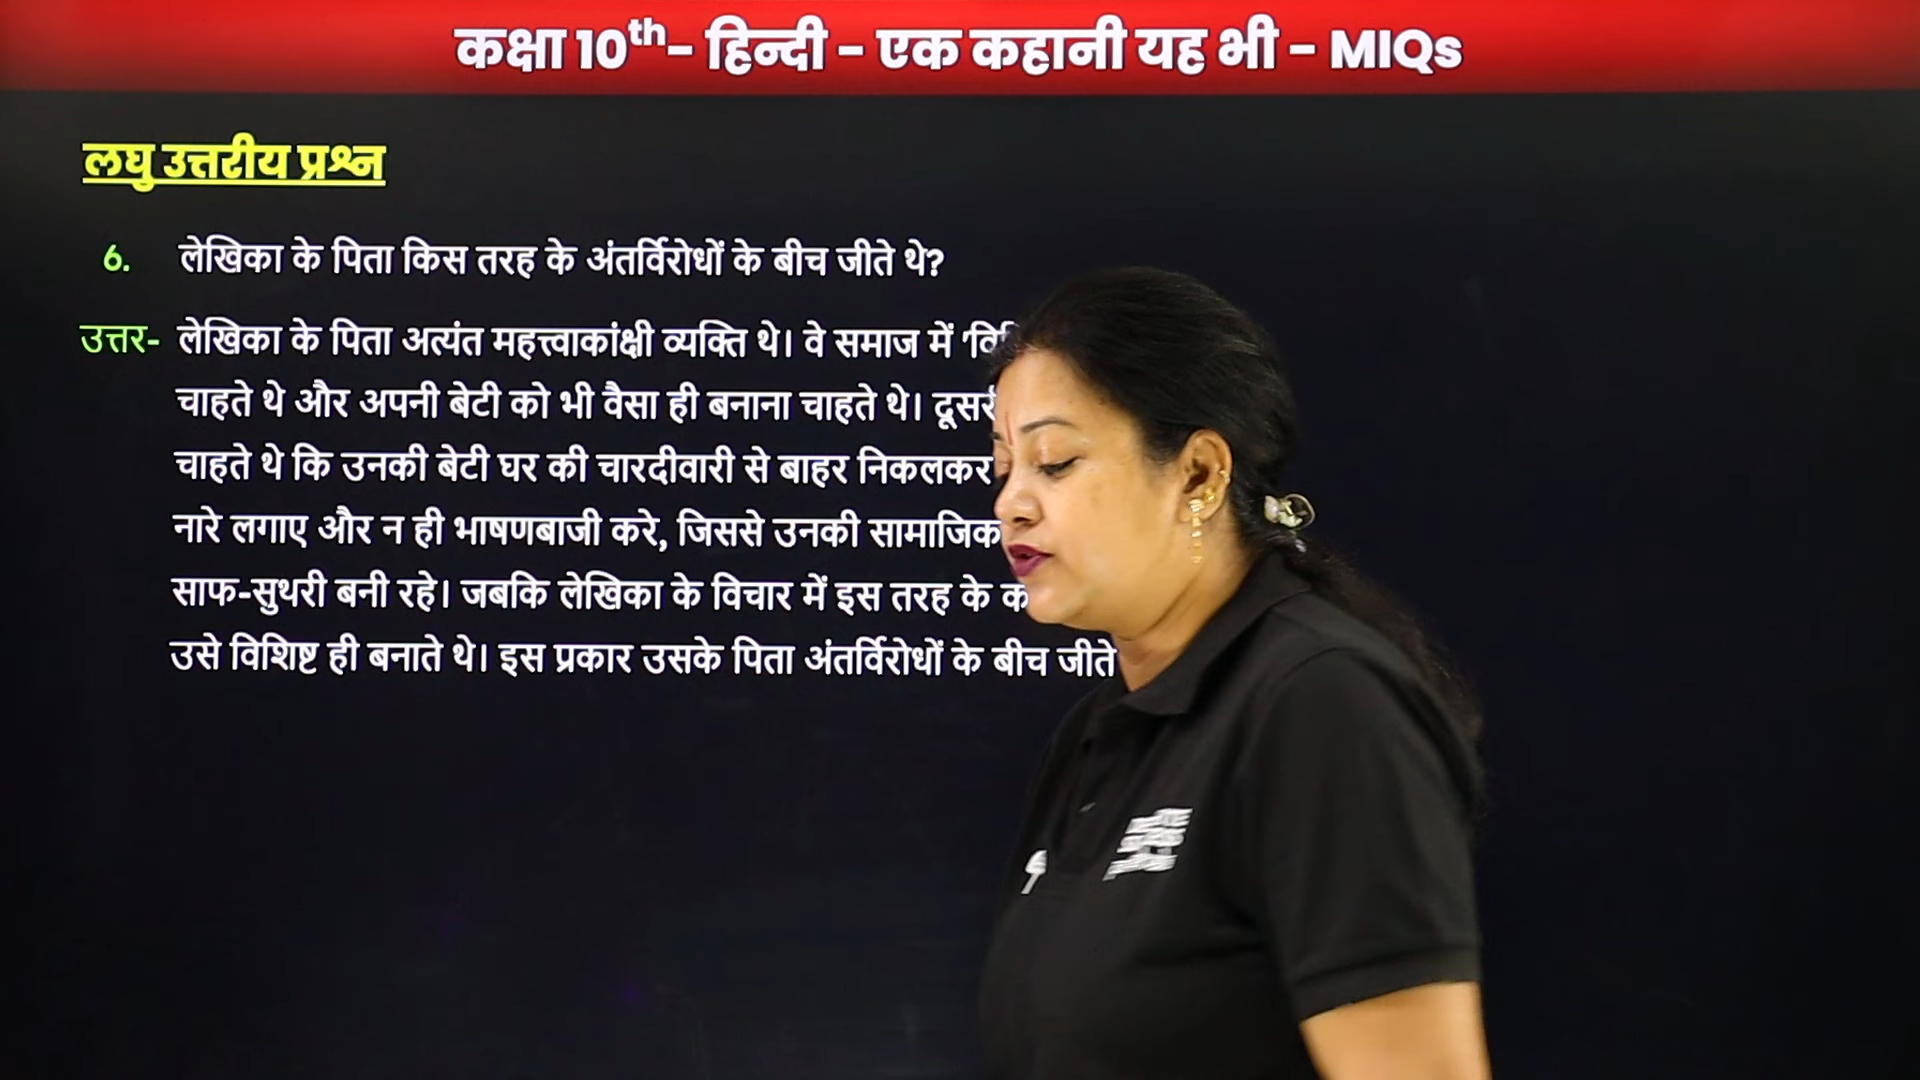 कक्षा 10th- हिन्दी - एक कहानी यह भी - MIQs
लघु उत्तरीय प्रश्न
6. लेखिका के पिता किस तरह के अंतर्विरोधों के बीच जीते थे?
उत्तर- लेखिका के पिता अत्यंत महत्त्वाकांक्षी व्यक्ति थे। वे समाज में
चाहते थे और अपनी बेटी को भी वैसा ही बनाना चाहते थे।
चाहते थे कि उनकी बेटी घर की चारदीवारी से बाहर निकलकर
नारे लगाए और न ही भाषणबाजी करे, जिससे उनकी सामाजिक
साफ-सुथरी बनी रहे। जबकि लेखिका के विचार में इस तरह के
उसे विशिष्ट ही बनाते थे। इस प्रकार उसके पिता अंतर्विरोधों के बीच जीते